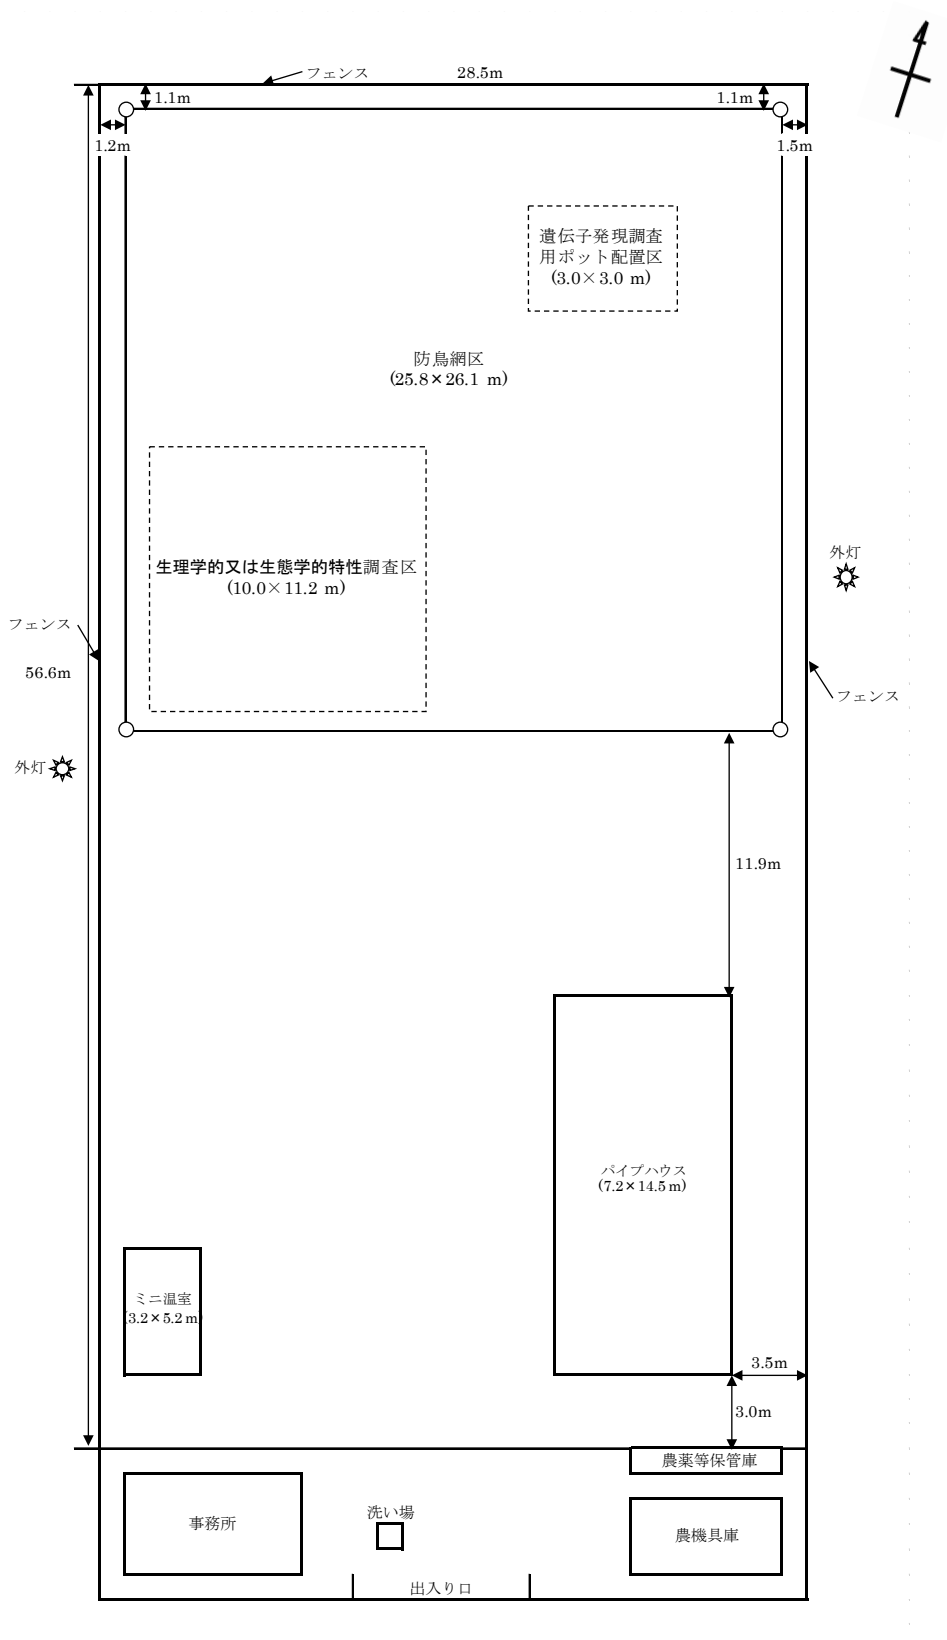 フェンス
28.5m
1.1m
1.1m
1.2m
1.5m
遺伝子発現調査
用ポット配置区
(3.0×3.0 m)
防鳥網区
(25.8×26.1 m)
外灯
生理学的又は生態学的特性調査区
(10.0×11.2 m)
フェンス
56.6m
フェンス
外灯
11.9m
パイプハウス
(7.2×14.5m)
ミニ温室
(3.2×5.2m)
3.5m
3.0m
農薬等保管庫
洗い場
事務所
農機具庫
出入り口